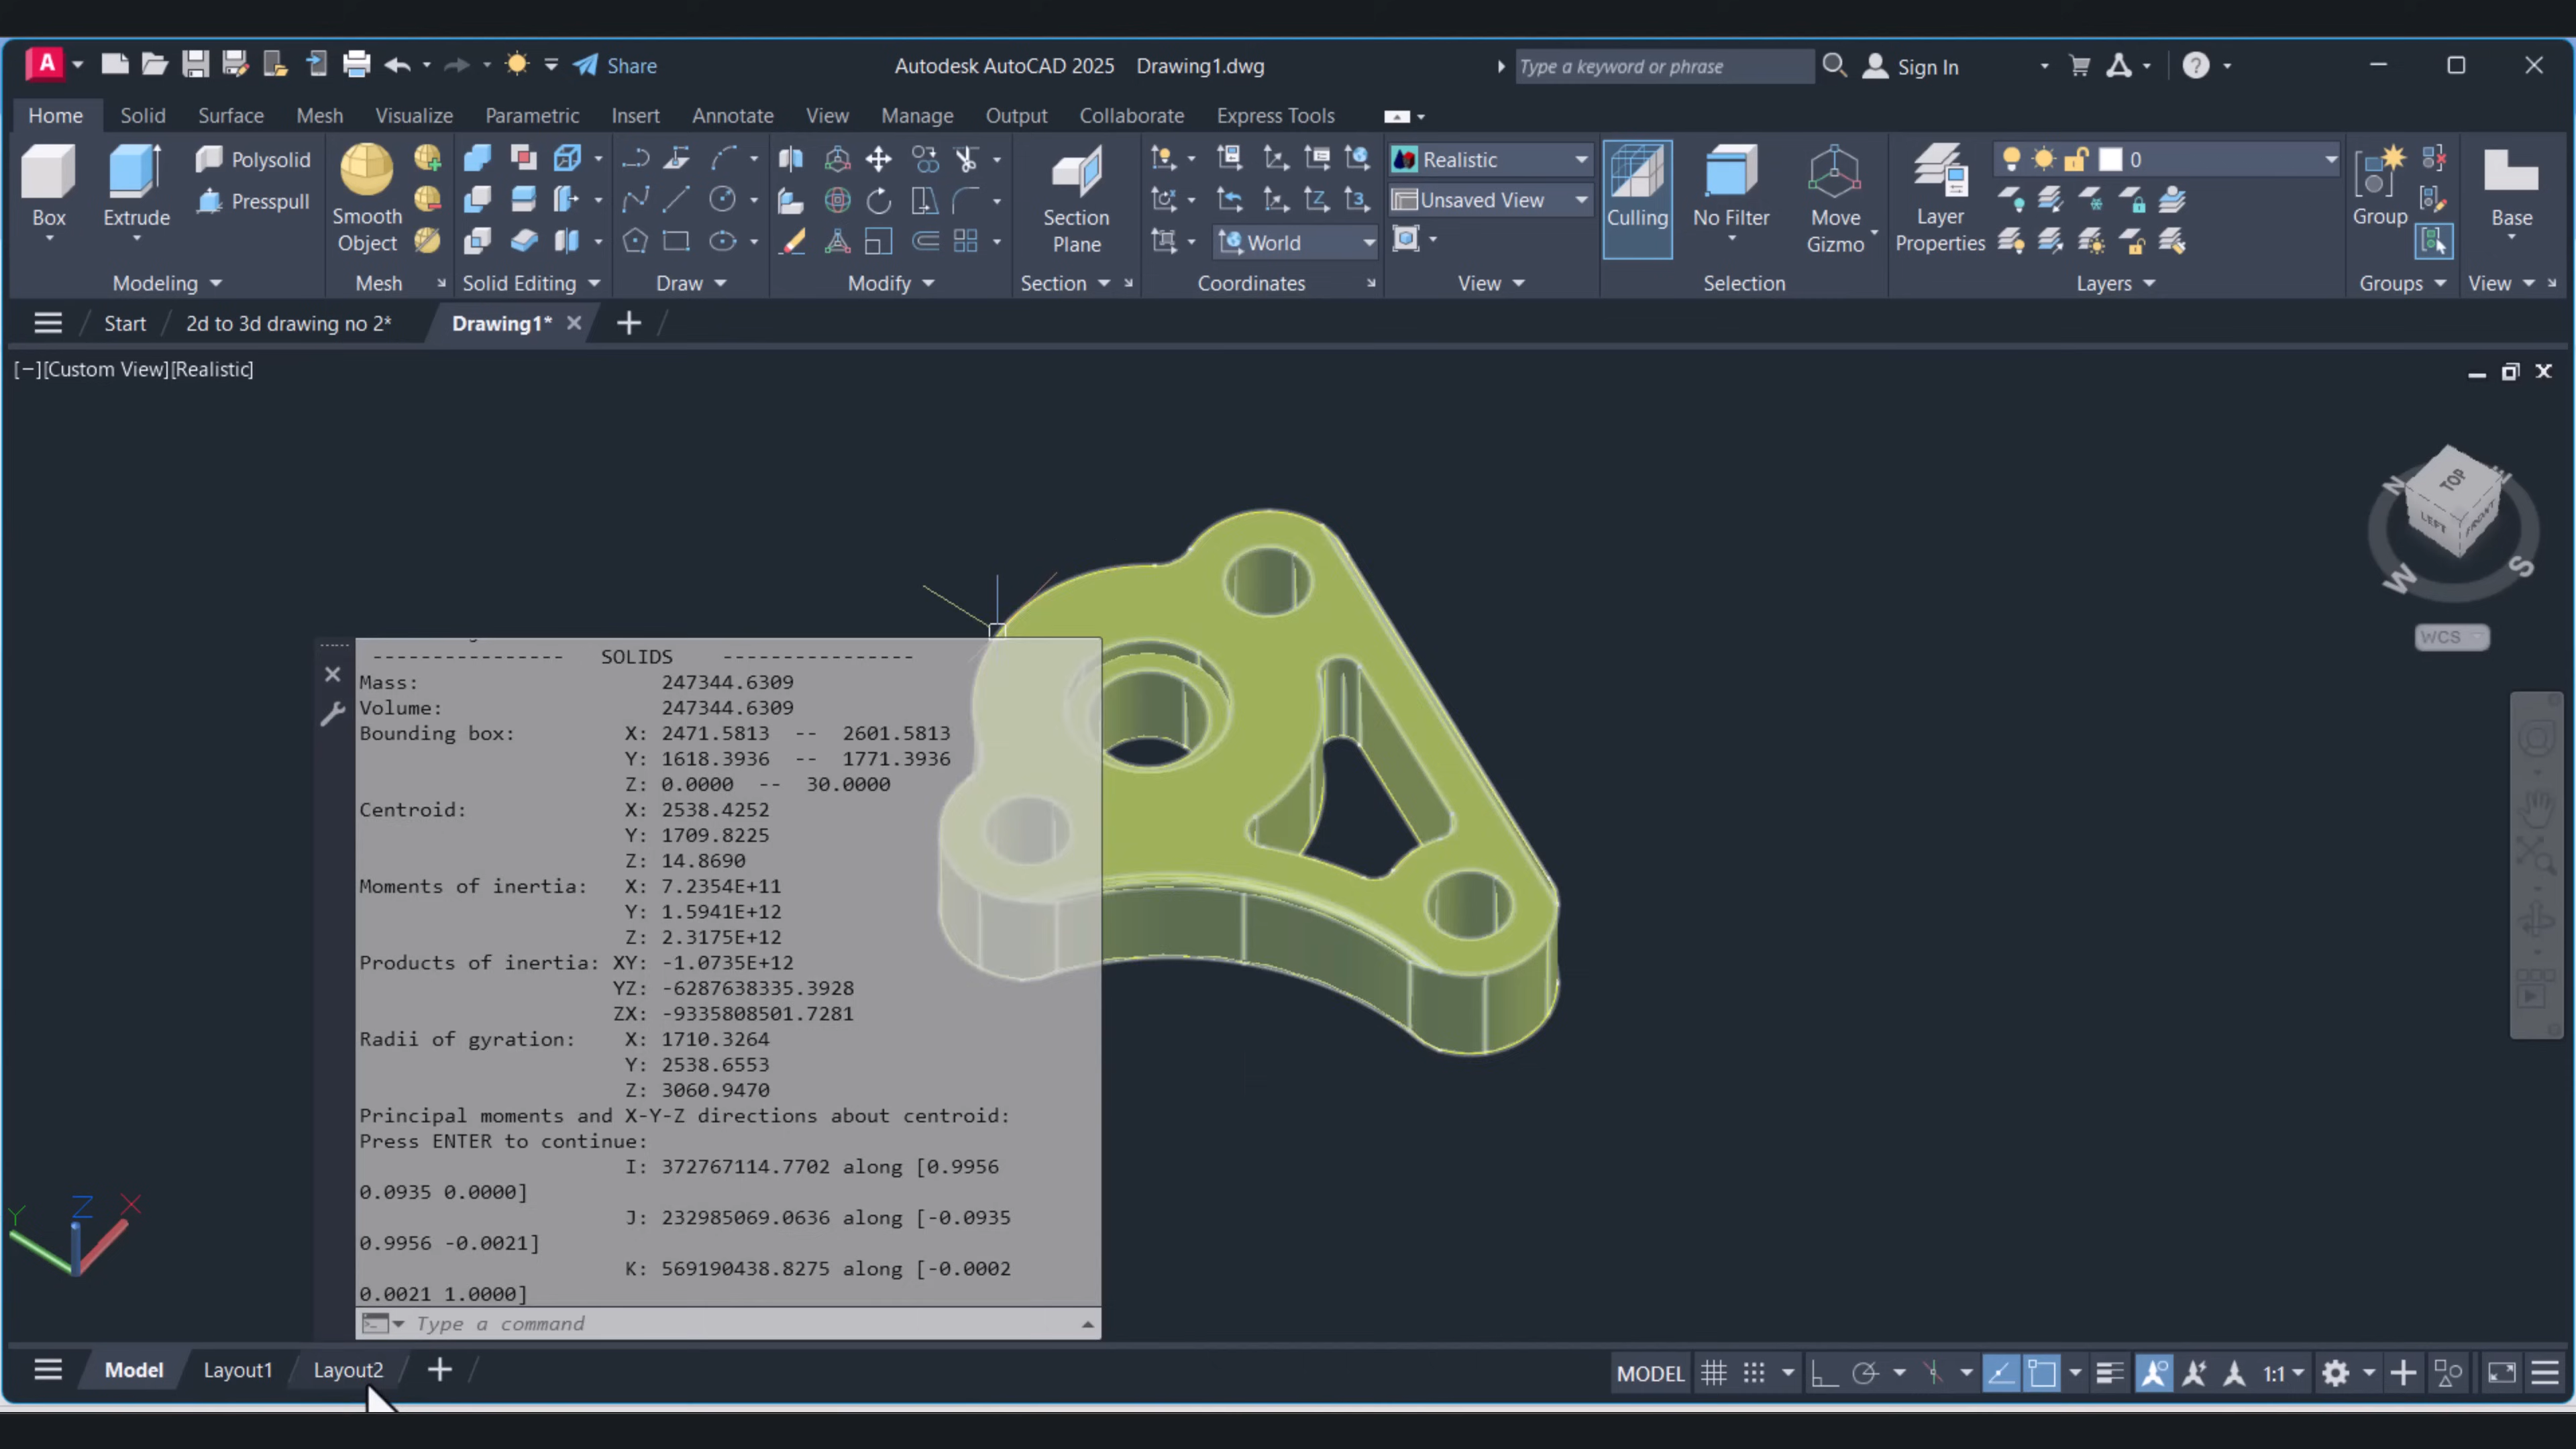 A Share Autodesk AutoCAD 2025 Drawing1.dwg Type a keyword or phrase Sign In ?
Home Solid Surface Mesh Visualize Parametric Insert Annotate View Manage Output Collaborate Express Tools
Polysolid Realistic 0
Presspull Unsaved View
Box Extrude Smooth Object Section Plane World Culling No Filter Move Gizmo Layer Properties Group Base
Modeling Mesh Solid Editing Draw Modify Section Coordinates View Selection Layers Groups View
Start 2d to 3d drawing no 2* Drawing1*
[−][Custom View][Realistic]
TOP
LEFT FRONT
N
W S
WCS
---------------- SOLIDS ----------------
Mass: 247344.6309
Volume: 247344.6309
Bounding box: X: 2471.5813 -- 2601.5813
Y: 1618.3936 -- 1771.3936
Z: 0.0000 -- 30.0000
Centroid: X: 2538.4252
Y: 1709.8225
Z: 14.8690
Moments of inertia: X: 7.2354E+11
Y: 1.5941E+12
Z: 2.3175E+12
Products of inertia: XY: -1.0735E+12
YZ: -6287638335.3928
ZX: -9335808501.7281
Radii of gyration: X: 1710.3264
Y: 2538.6553
Z: 3060.9470
Principal moments and X-Y-Z directions about centroid:
Press ENTER to continue:
I: 372767114.7702 along [0.9956
0.0935 0.0000]
J: 232985069.0636 along [-0.0935
0.9956 -0.0021]
K: 569190438.8275 along [-0.0002
0.0021 1.0000]
Type a command
Y Z X
Model Layout1 Layout2 MODEL 1:1